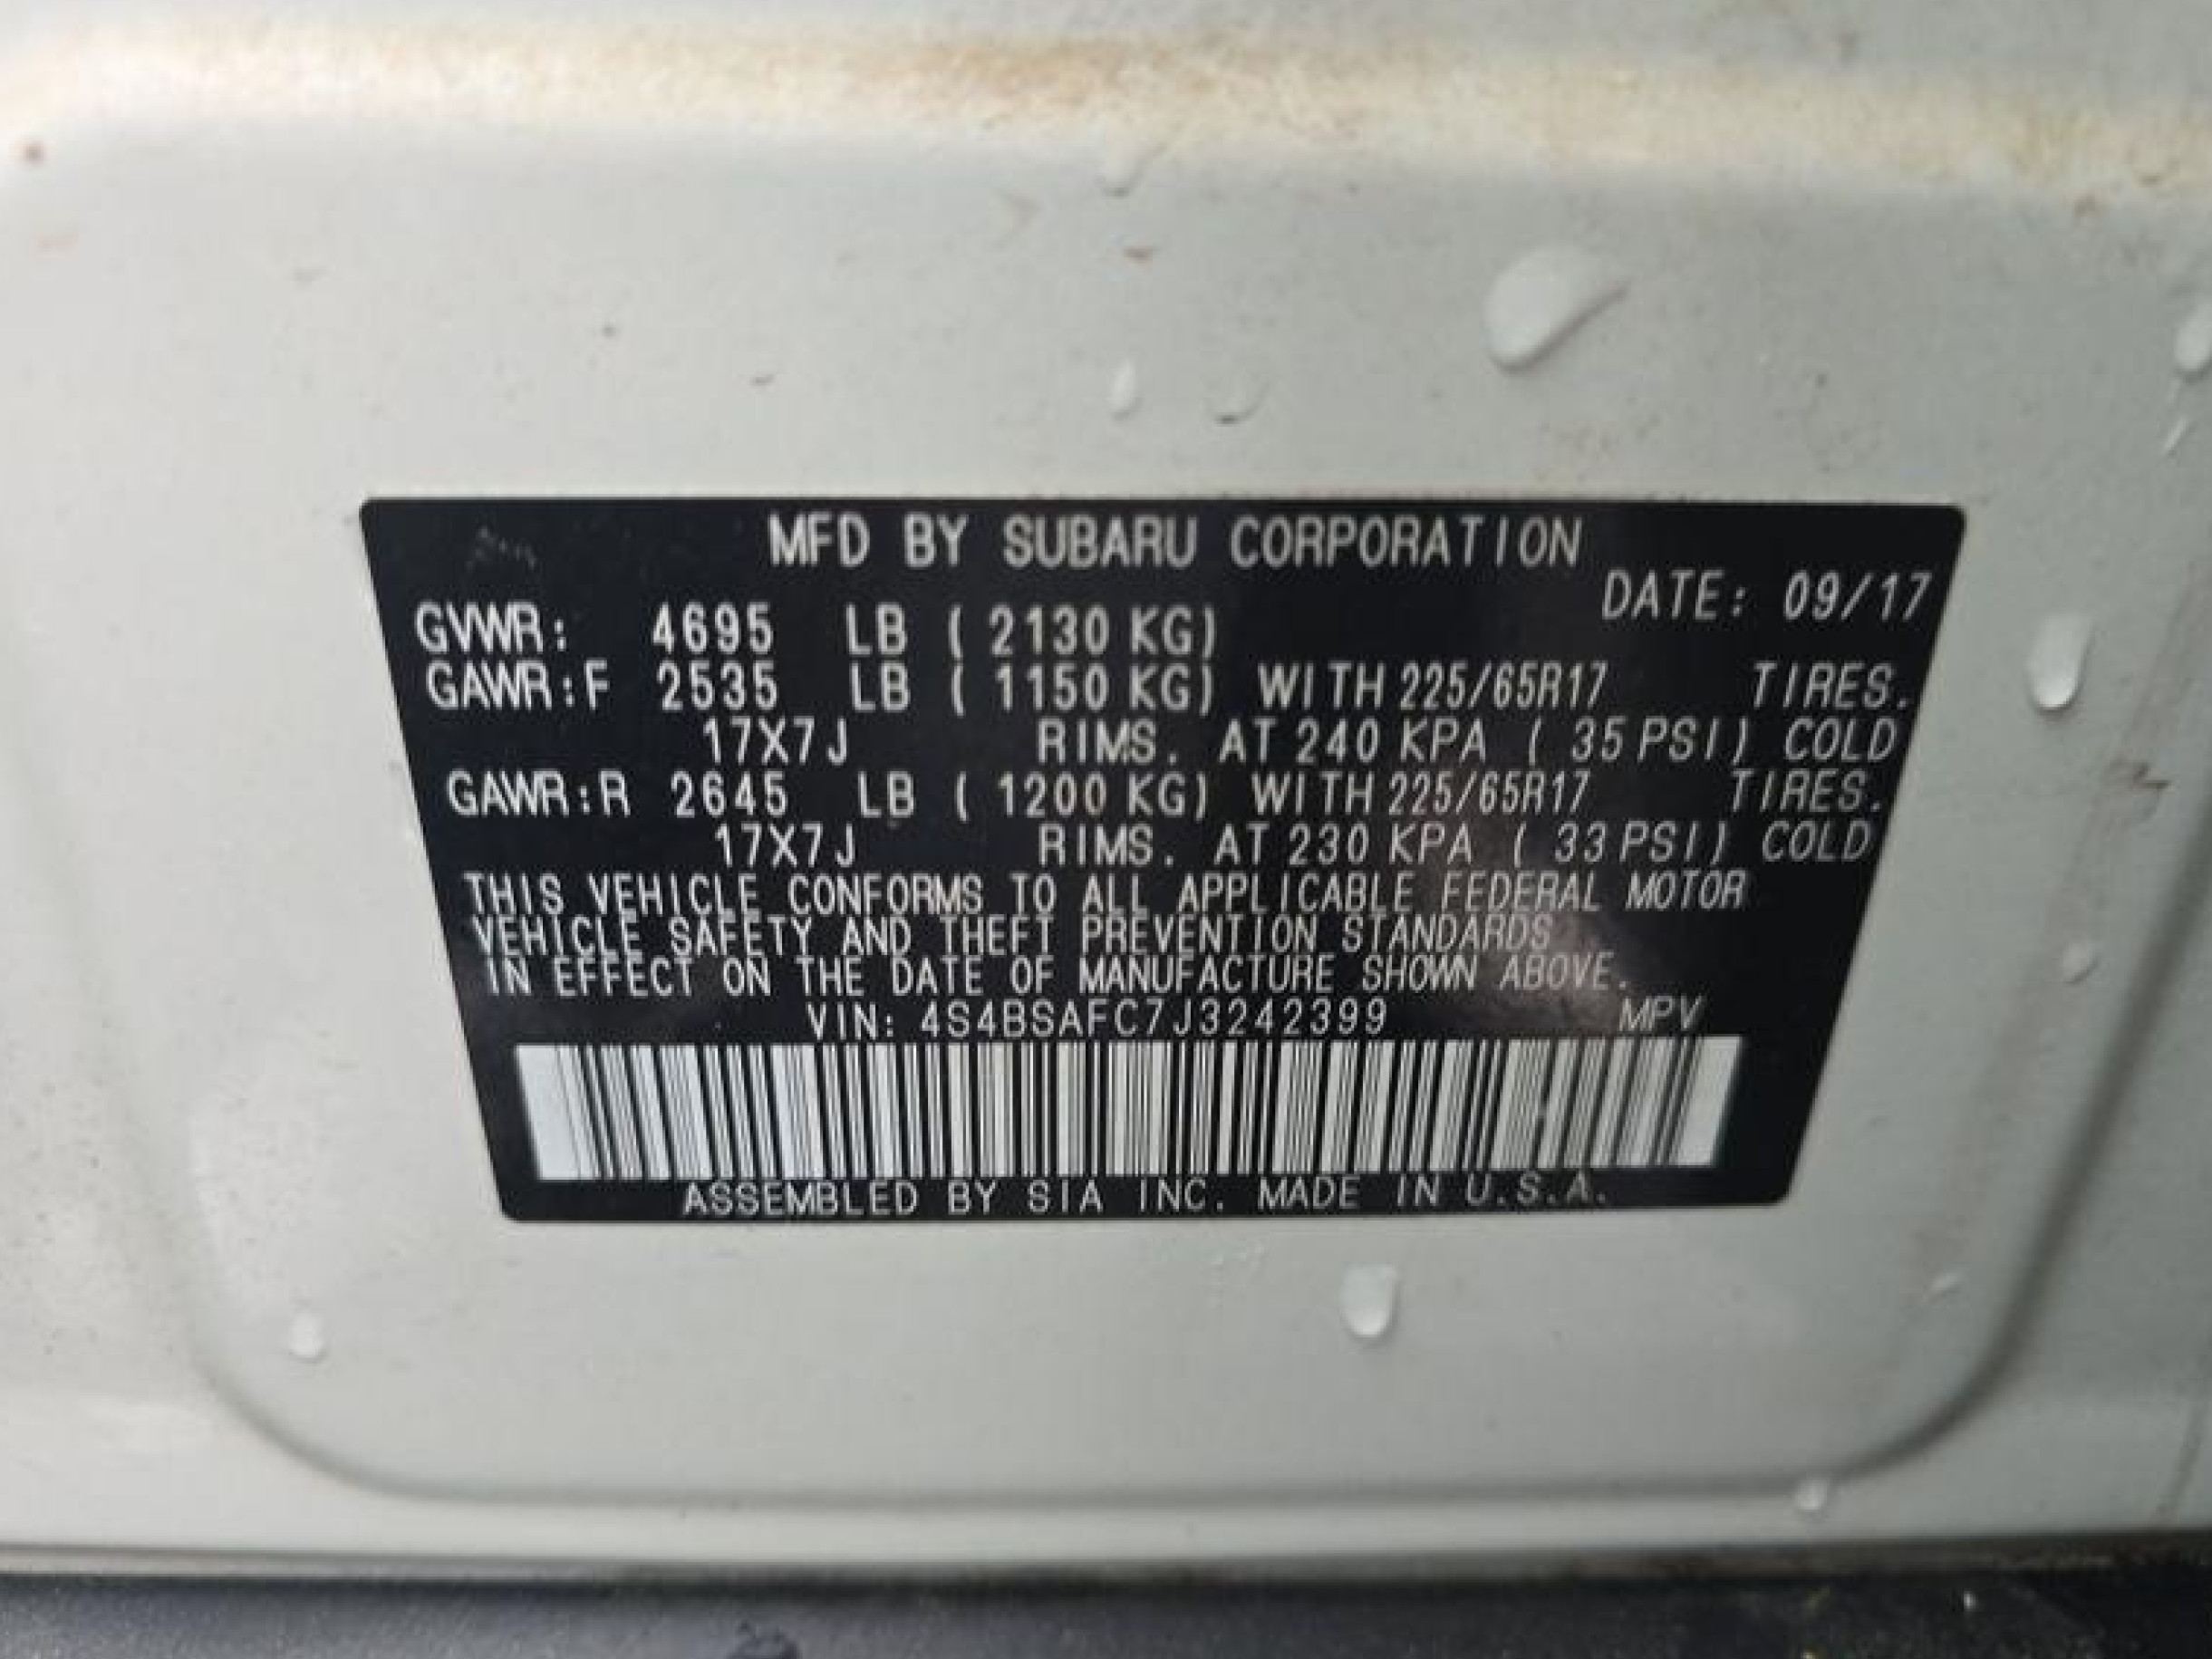 MFD BY SUBARU CORPORATION
DATE: 09/17
GVWR: 4695 LB ( 2130 KG)
GAWR:F 2535 LB ( 1150 KG) WITH 225/65R17 TIRES.
17X7J RIMS. AT 240 KPA ( 35 PSI) COLD
GAWR:R 2645 LB ( 1200 KG) WITH 225/65R17 TIRES.
17X7J RIMS. AT 230 KPA ( 33 PSI) COLD
THIS VEHICLE CONFORMS TO ALL APPLICABLE FEDERAL MOTOR
VEHICLE SAFETY AND THEFT PREVENTION STANDARDS
IN EFFECT ON THE DATE OF MANUFACTURE SHOWN ABOVE.
VIN: 4S4BSAFC7J3242399 MPV
ASSEMBLED BY SIA INC. MADE IN U.S.A.